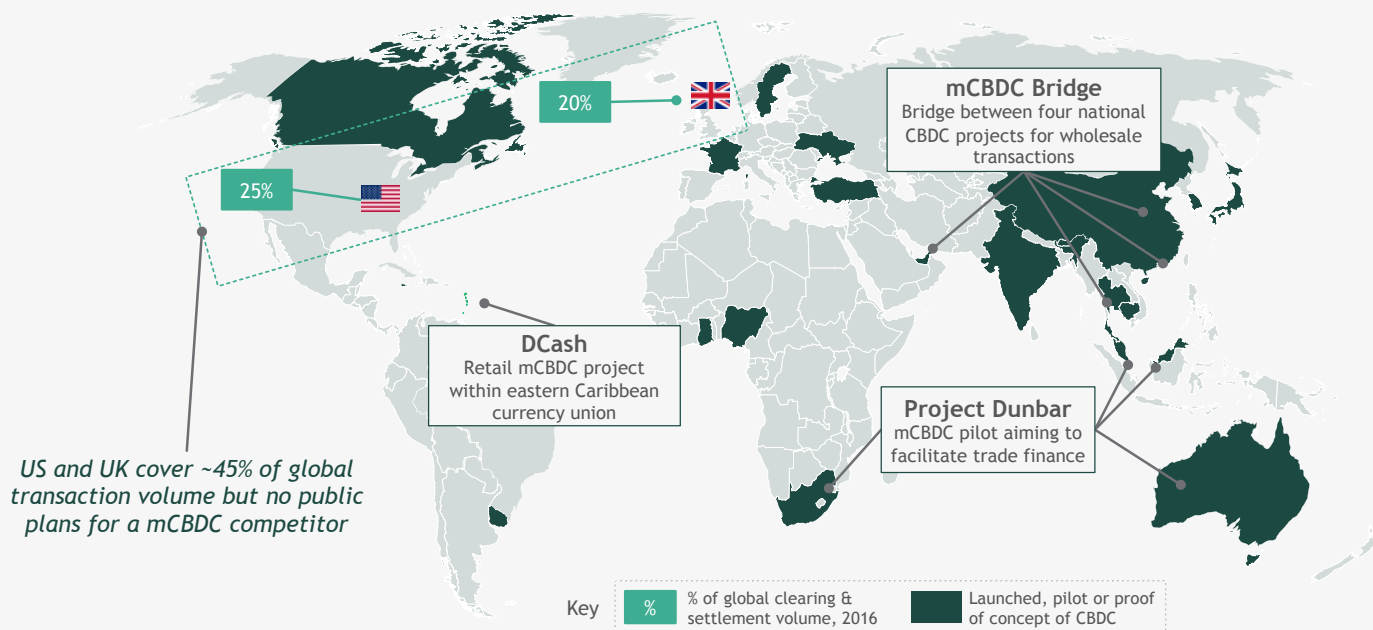 20%
25%
mCBDC Bridge
Bridge between four national
CBDC projects for wholesale
transactions
DCash
Retail mCBDC project
within eastern Caribbean
currency union
Project Dunbar
mCBDC pilot aiming to
facilitate trade finance
US and UK cover ~45% of global
transaction volume but no public
plans for a mCBDC competitor
Key
%
% of global clearing &
settlement volume, 2016
Launched, pilot or proof
of concept of CBDC